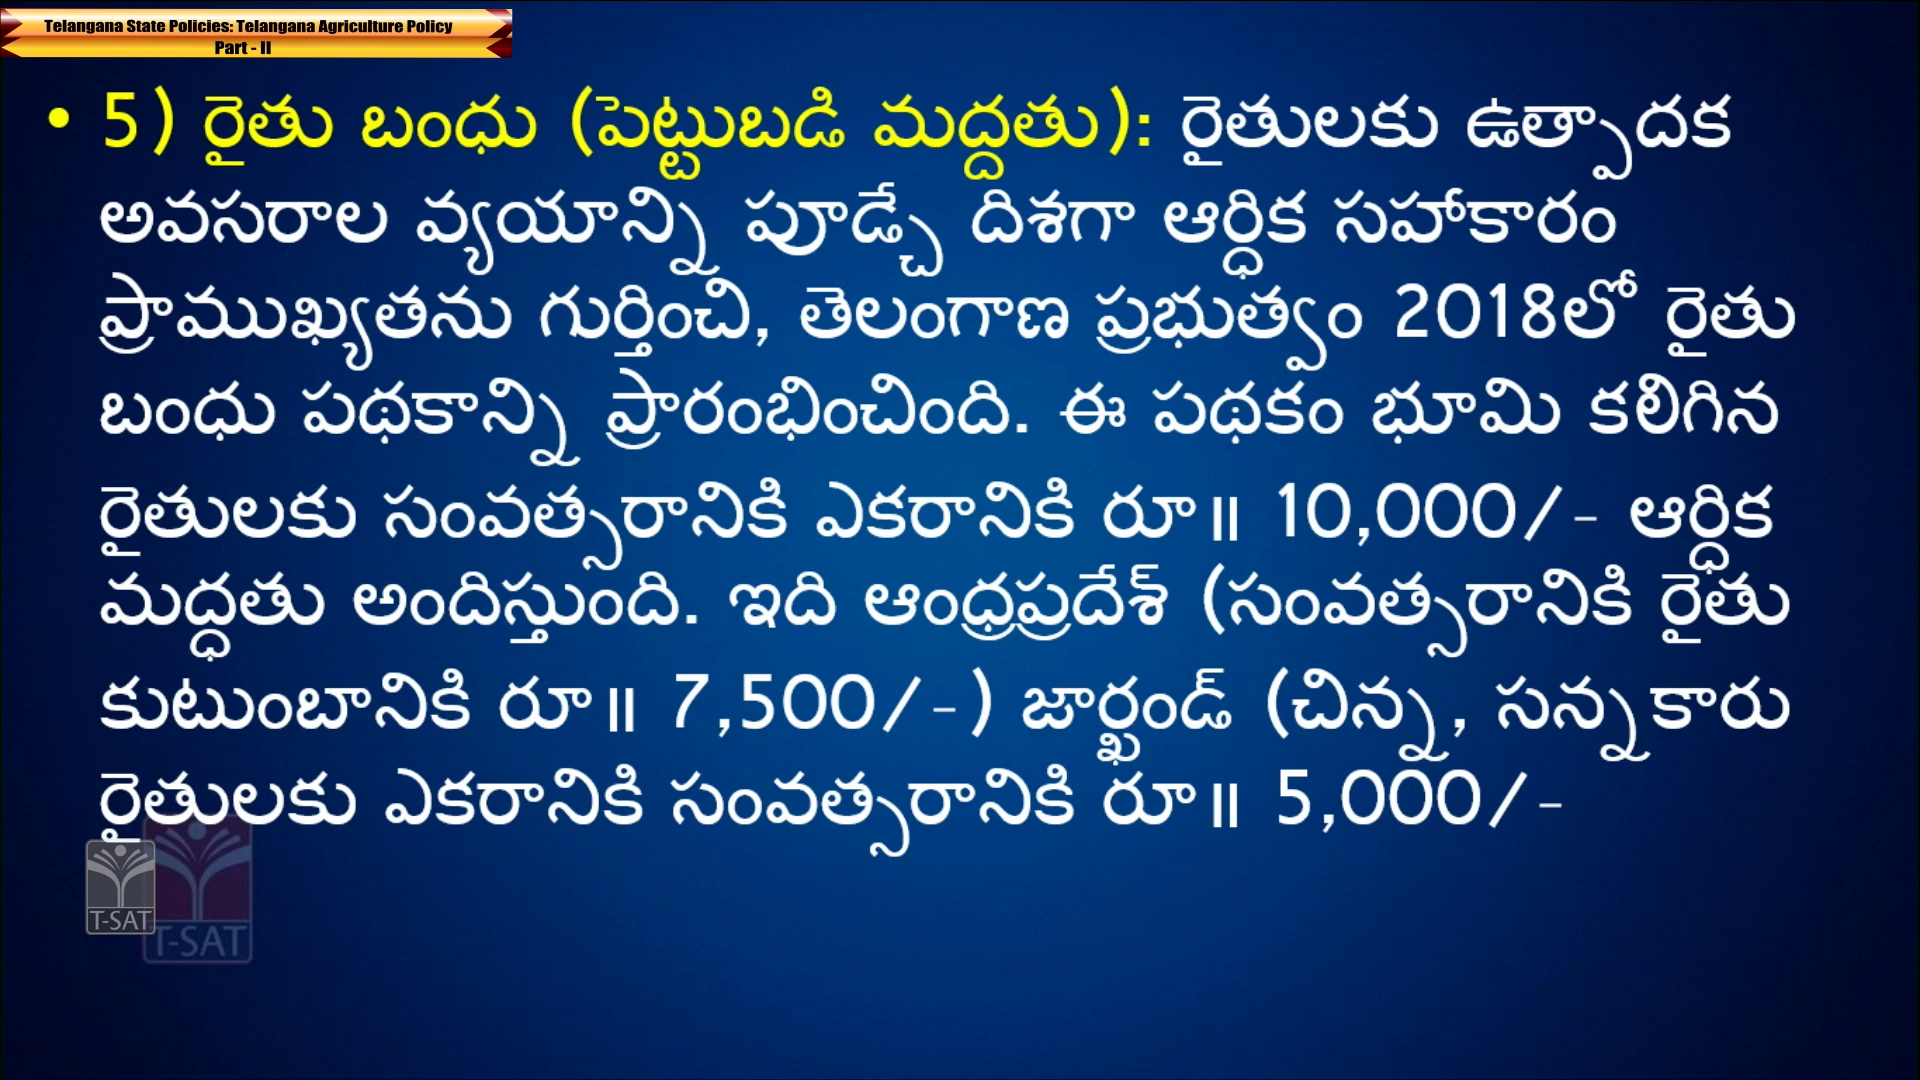 Telangana State Policies: Telangana Agriculture Policy
Part - II
• 5) రైతు బంధు (పెట్టుబడి మద్దతు): రైతులకు ఉత్పాదక
అవసరాల వ్యయాన్ని పూడ్చే దిశగా ఆర్ధిక సహాకారం
ప్రాముఖ్యతను గుర్తించి, తెలంగాణ ప్రభుత్వం 2018లో రైతు
బంధు పథకాన్ని ప్రారంభించింది. ఈ పథకం భూమి కలిగిన
రైతులకు సంవత్సరానికి ఎకరానికి రూ॥ 10,000/- ఆర్ధిక
మద్ధతు అందిస్తుంది. ఇది ఆంధ్రప్రదేశ్ (సంవత్సరానికి రైతు
కుటుంబానికి రూ॥ 7,500/-) జార్ఖండ్ (చిన్న, సన్నకారు
రైతులకు ఎకరానికి సంవత్సరానికి రూ॥ 5,000/-
T-SAT
T-SAT